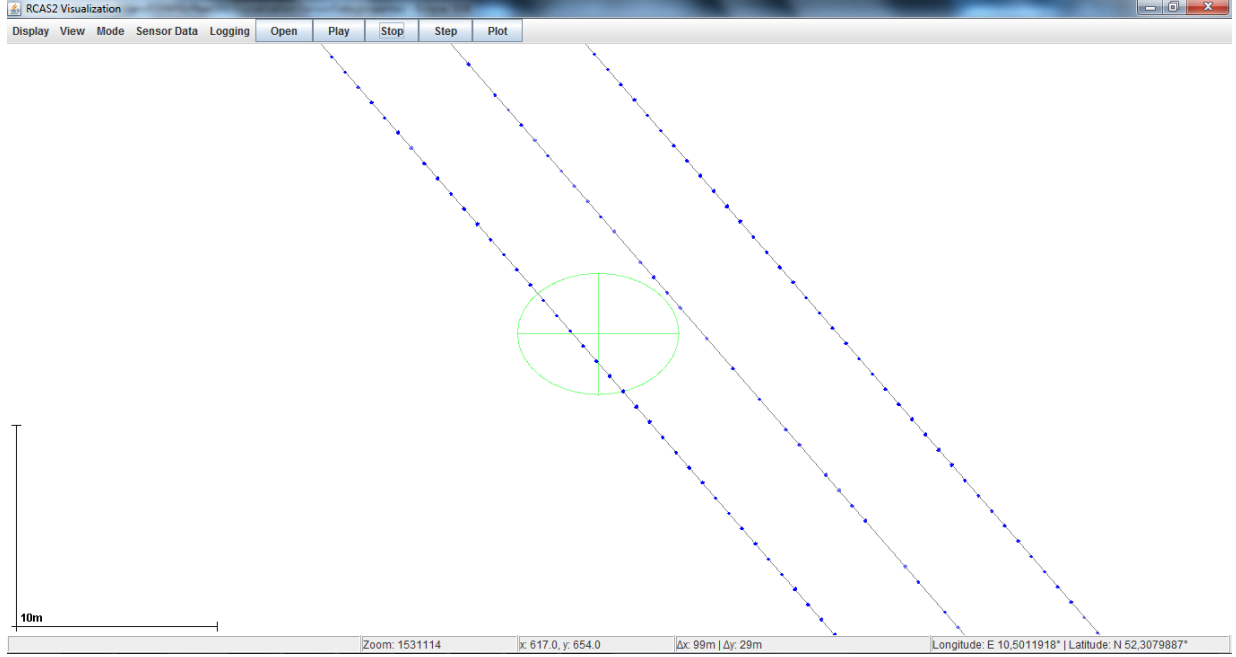 RCAS2 Visualization
Display View Mode Sensor Data Logging Open Play Stop Step Plot
10m
Zoom: 1531114 x: 617.0, y: 654.0 Δx: 99m | Δy: 29m Longitude: E 10,5011918° | Latitude: N 52,3079887°